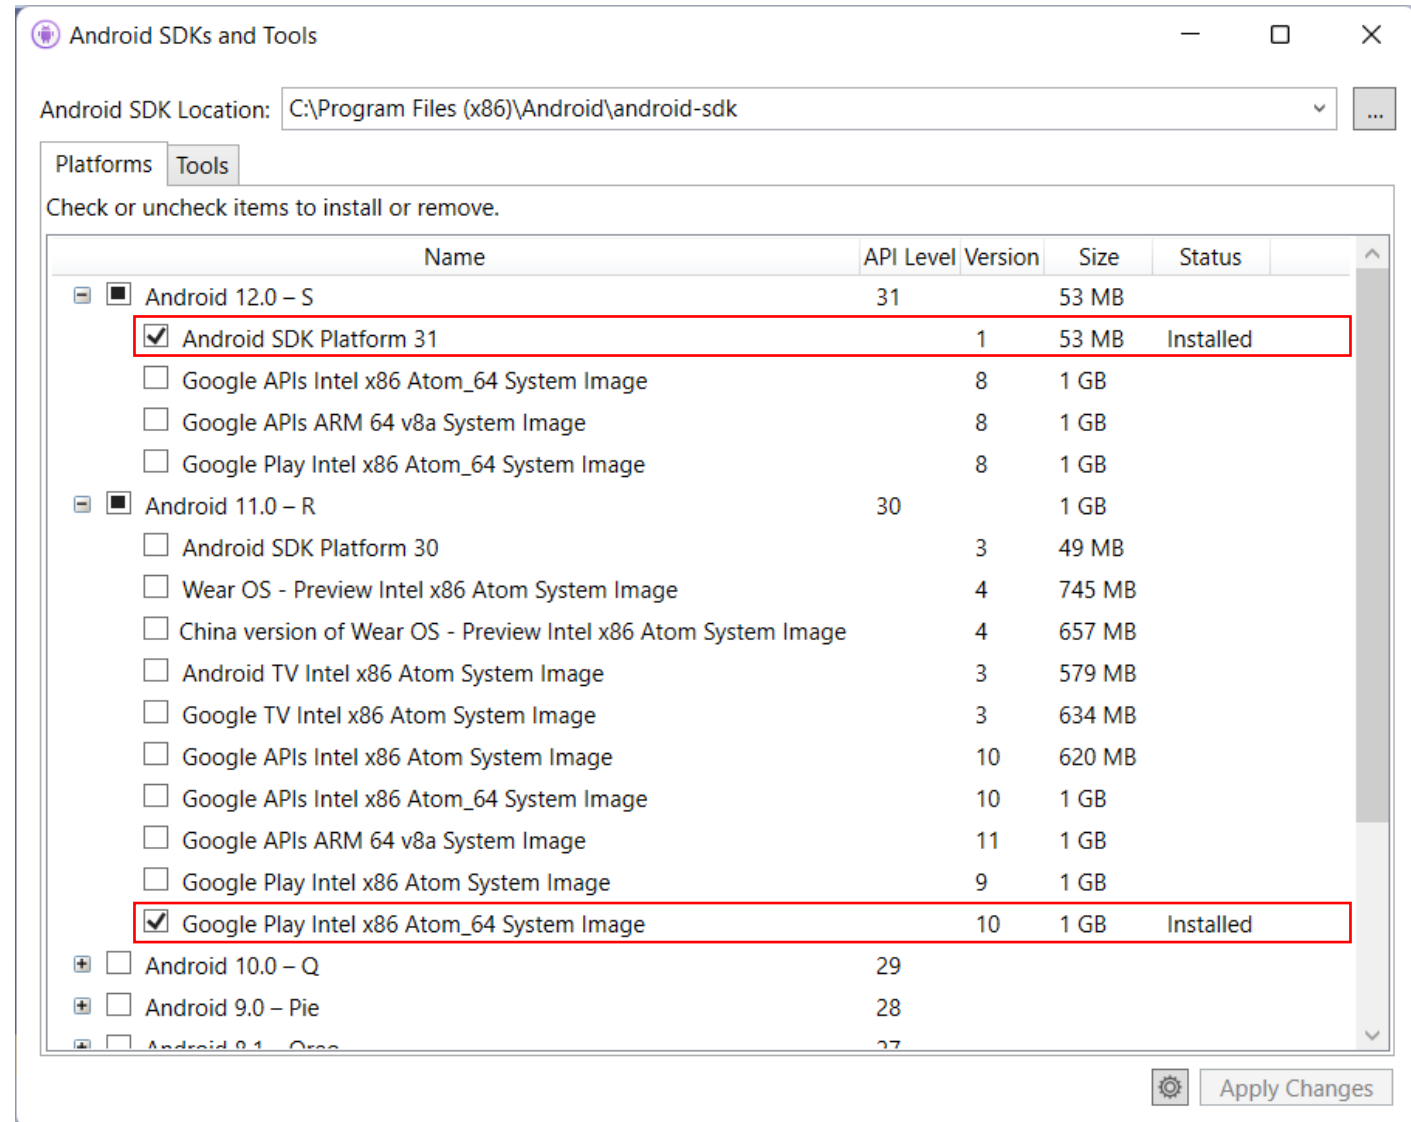 Android SDKs and Tools
Android SDK Location: C:\Program Files (x86)\Android\android-sdk ...
Platforms Tools
Check or uncheck items to install or remove.
Name API Level Version Size Status
Android 12.0 – S 31 53 MB
Android SDK Platform 31 1 53 MB Installed
Google APIs Intel x86 Atom_64 System Image 8 1 GB
Google APIs ARM 64 v8a System Image 8 1 GB
Google Play Intel x86 Atom_64 System Image 8 1 GB
Android 11.0 – R 30 1 GB
Android SDK Platform 30 3 49 MB
Wear OS - Preview Intel x86 Atom System Image 4 745 MB
China version of Wear OS - Preview Intel x86 Atom System Image 4 657 MB
Android TV Intel x86 Atom System Image 3 579 MB
Google TV Intel x86 Atom System Image 3 634 MB
Google APIs Intel x86 Atom System Image 10 620 MB
Google APIs Intel x86 Atom_64 System Image 10 1 GB
Google APIs ARM 64 v8a System Image 11 1 GB
Google Play Intel x86 Atom System Image 9 1 GB
Google Play Intel x86 Atom_64 System Image 10 1 GB Installed
Android 10.0 – Q 29
Android 9.0 – Pie 28
Android 8.1 – Oreo 27
Apply Changes